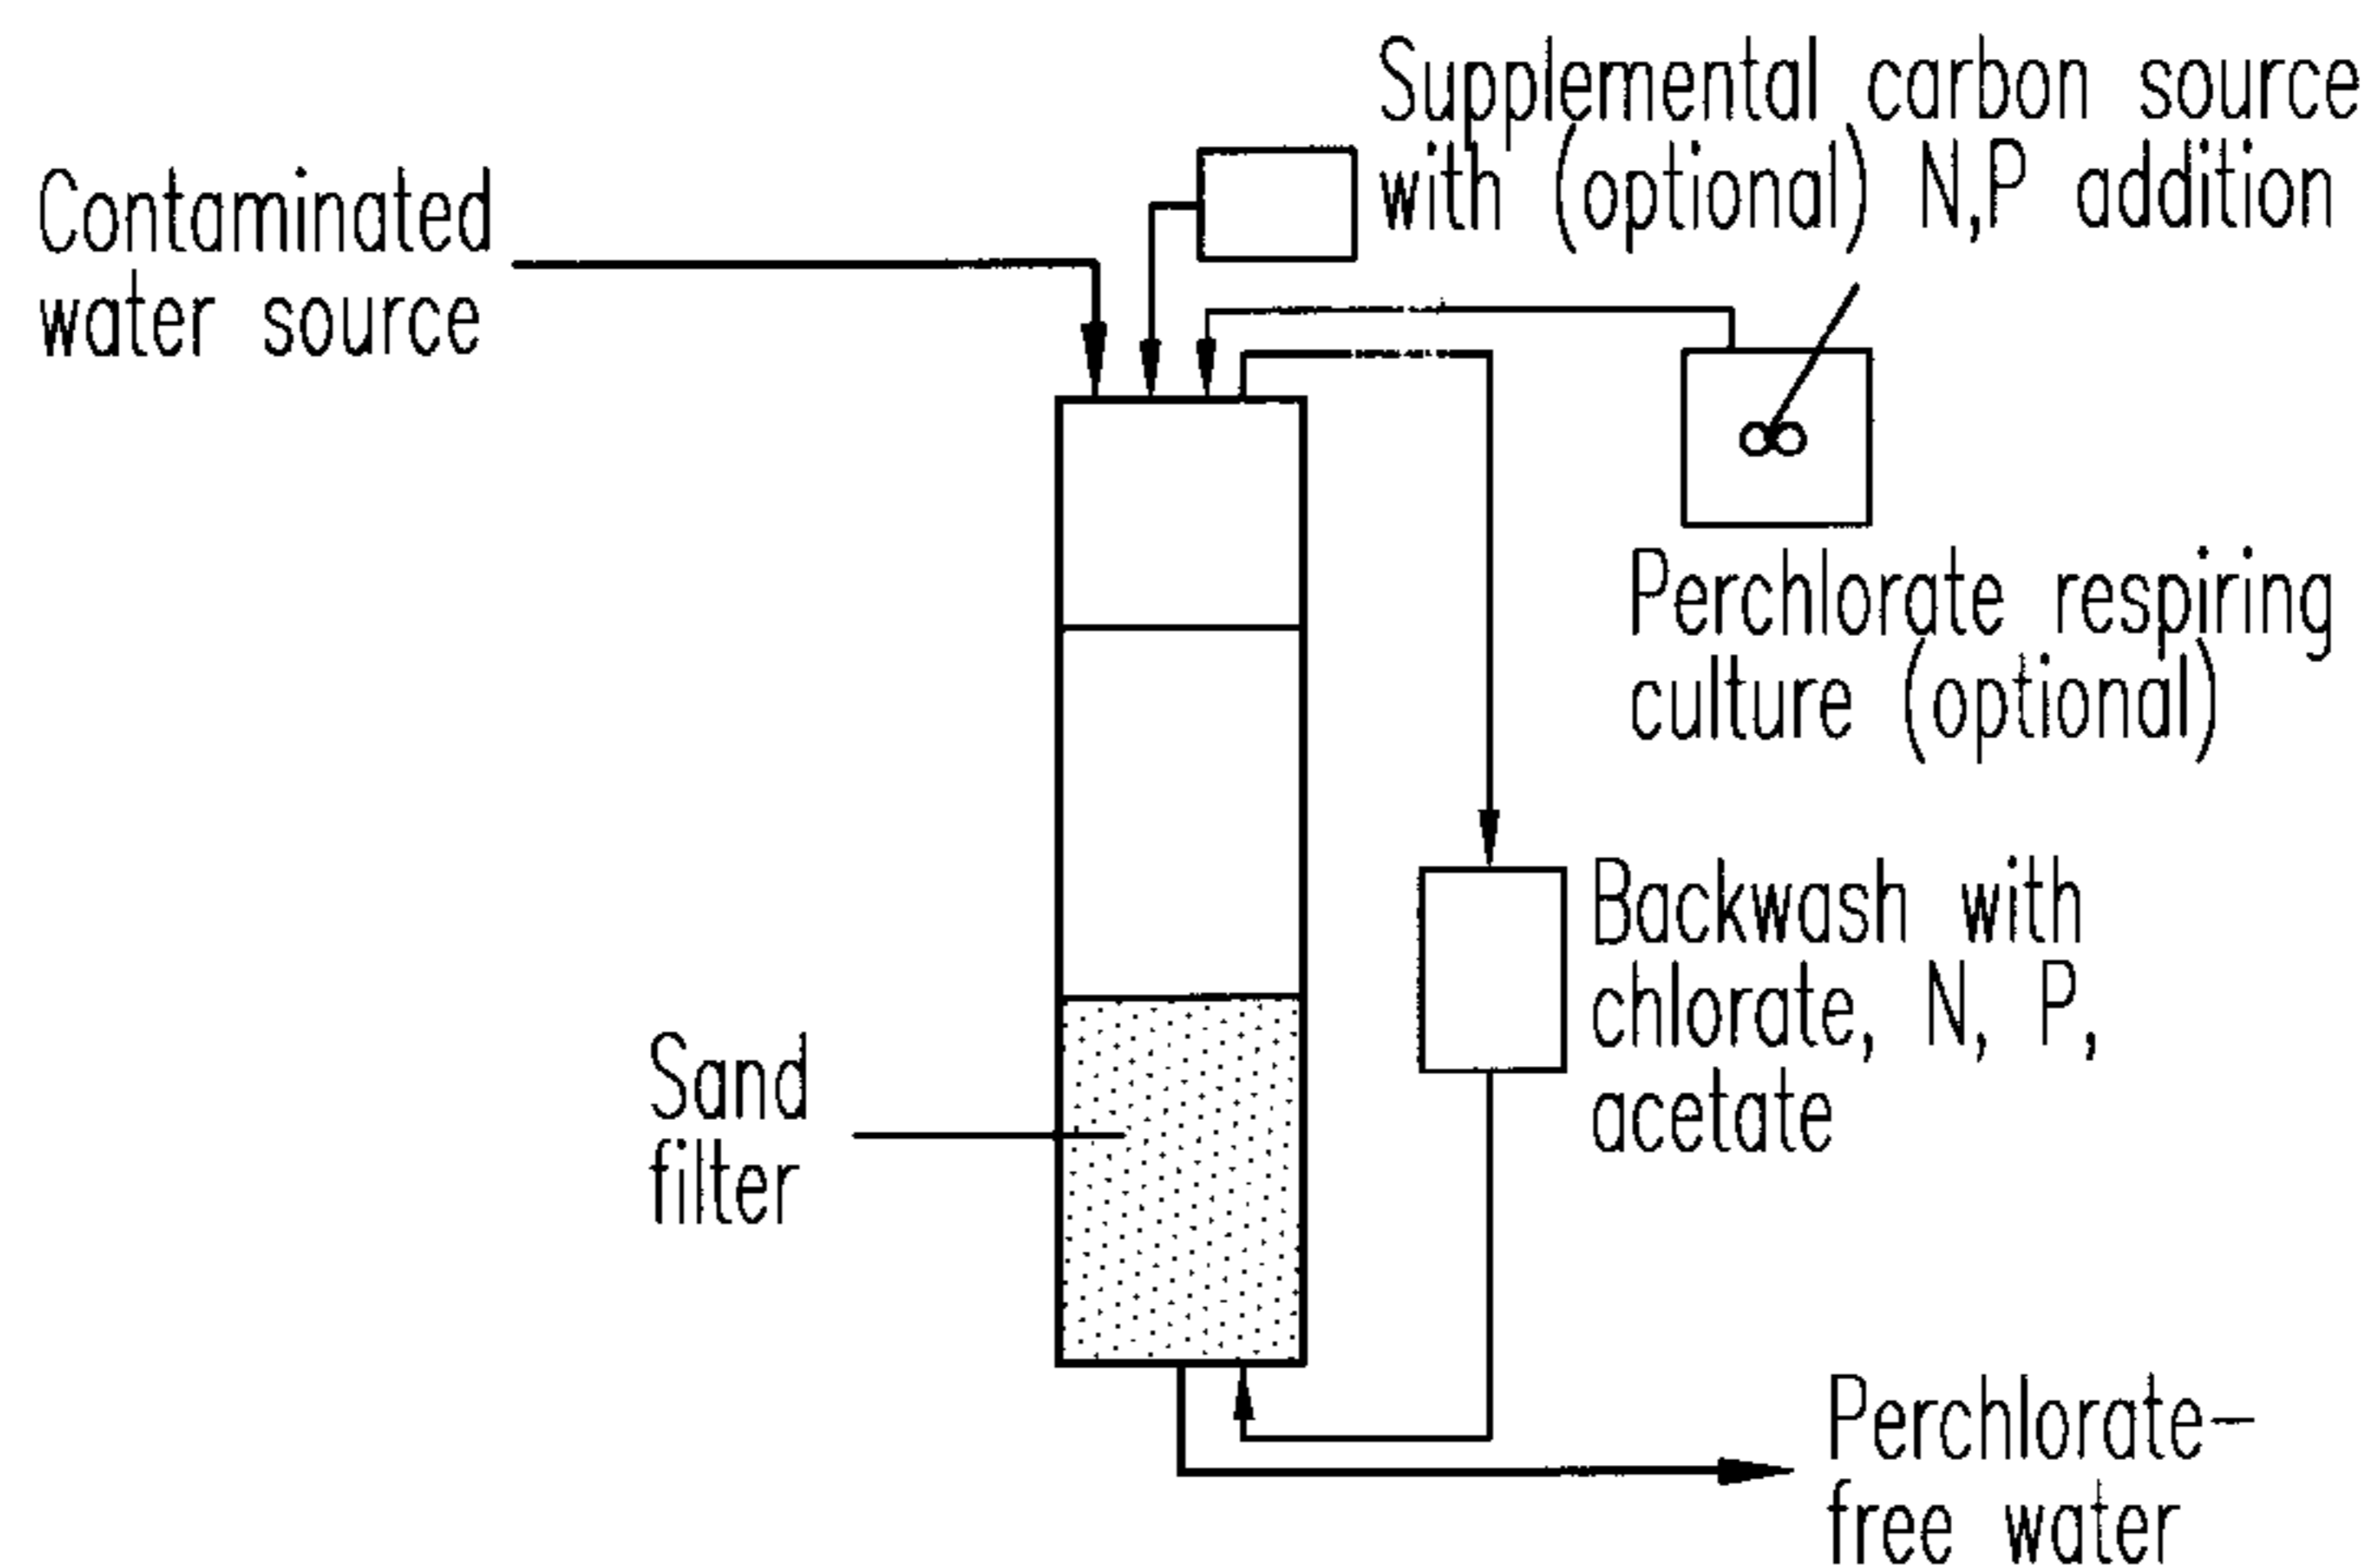 Supplemental carbon source
with (optional) N,P addition
Contaminated
water source
Perchlorate respiring
culture (optional)
Backwash with
chlorate, N, P,
acetate
Sand
filter
Perchlorate-
free water